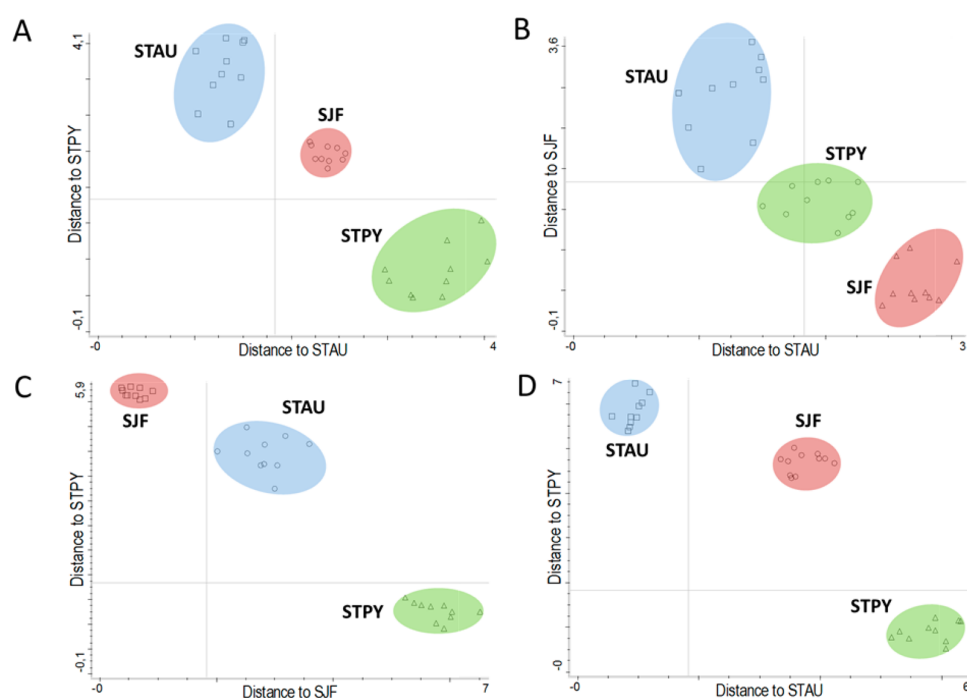 A
4,1
STAU
SJF
STPY
Distance to STPY
-0,1
-0
Distance to STAU
4
B
3,6
STAU
STPY
SJF
Distance to SJF
-0,1
-0
Distance to STAU
3
C
5,9
SJF
STAU
STPY
Distance to STPY
-0,1
-0
Distance to SJF
7
D
7
STAU
SJF
STPY
Distance to STPY
-0
-0
Distance to STAU
6